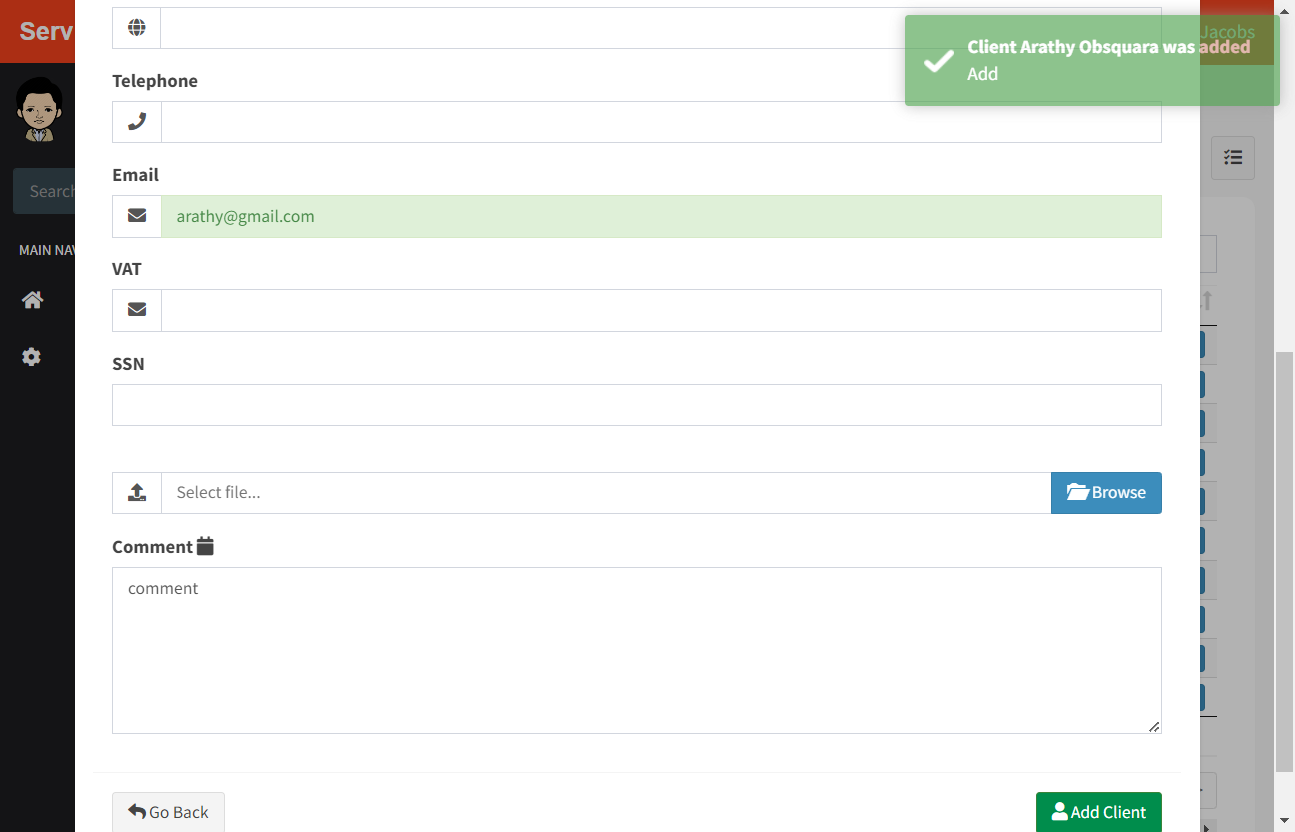 Serv
Jacobs
Client Arathy Obsquara was added
Add
Telephone
Email
Search
arathy@gmail.com
MAIN NAV
VAT
SSN
Select file...
Browse
Comment
comment
Go Back
Add Client